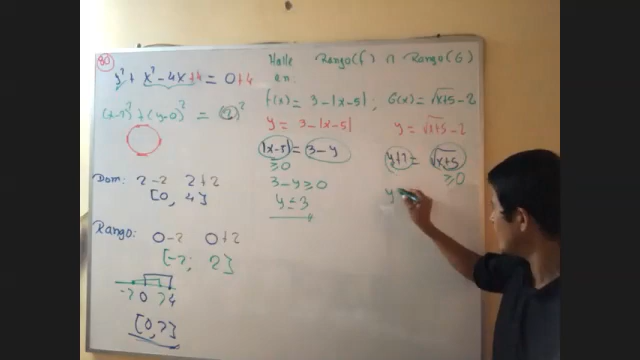 80
y² + x² - 4x + 4 = 0 + 4
(x-2)² + (y-0)² = (2)²
Dom: 2-2 2+2
[0, 4]
Rango: 0-2 0+2
[-2; 2]
-2 0 2 4
[0,2]
Halle Rango(f) ∩ Rango(G)
en:
f(x) = 3 - |x-5| ; G(x) = √x+5 - 2
y = 3 - |x-5|
|x-5| = 3 - y
≥0
3 - y ≥ 0
y ≤ 3
y = √x+5 - 2
y+2 = √x+5
≥0
y